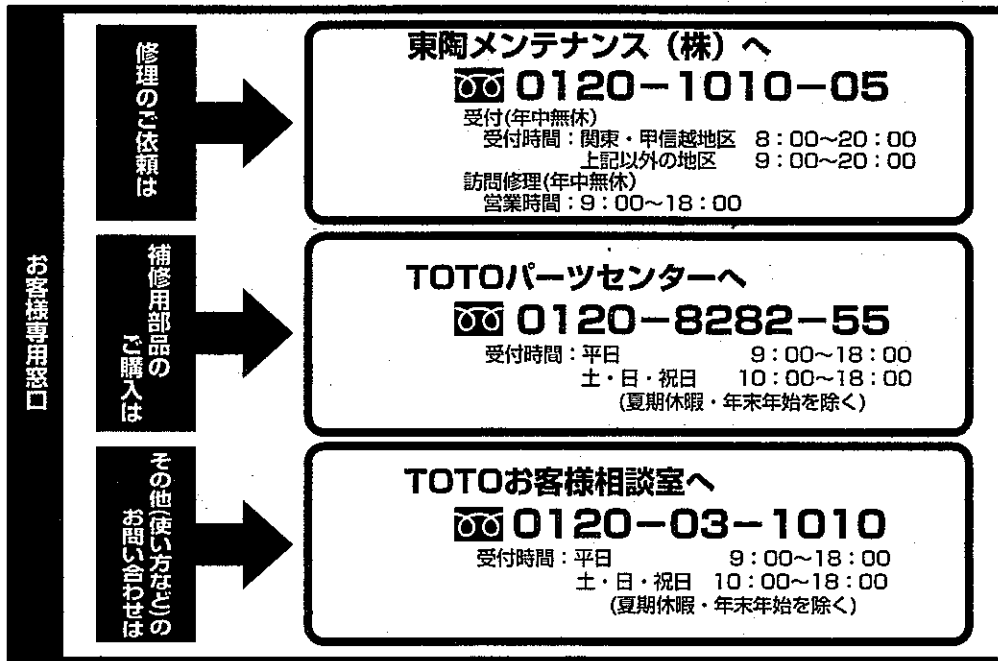 お客様専用窓口
修理のご依頼は
東陶メンテナンス（株）へ
0120－1010－05
受付(年中無休)
受付時間：関東・甲信越地区 8：00～20：00
上記以外の地区 9：00～20：00
訪問修理(年中無休)
営業時間：9：00～18：00
補修用部品の
ご購入は
TOTOパーツセンターへ
0120－8282－55
受付時間：平日 9：00～18：00
土・日・祝日 10：00～18：00
(夏期休暇・年末年始を除く)
その他(使い方など)の
お問い合わせは
TOTOお客様相談室へ
0120－03－1010
受付時間：平日 9：00～18：00
土・日・祝日 10：00～18：00
(夏期休暇・年末年始を除く)